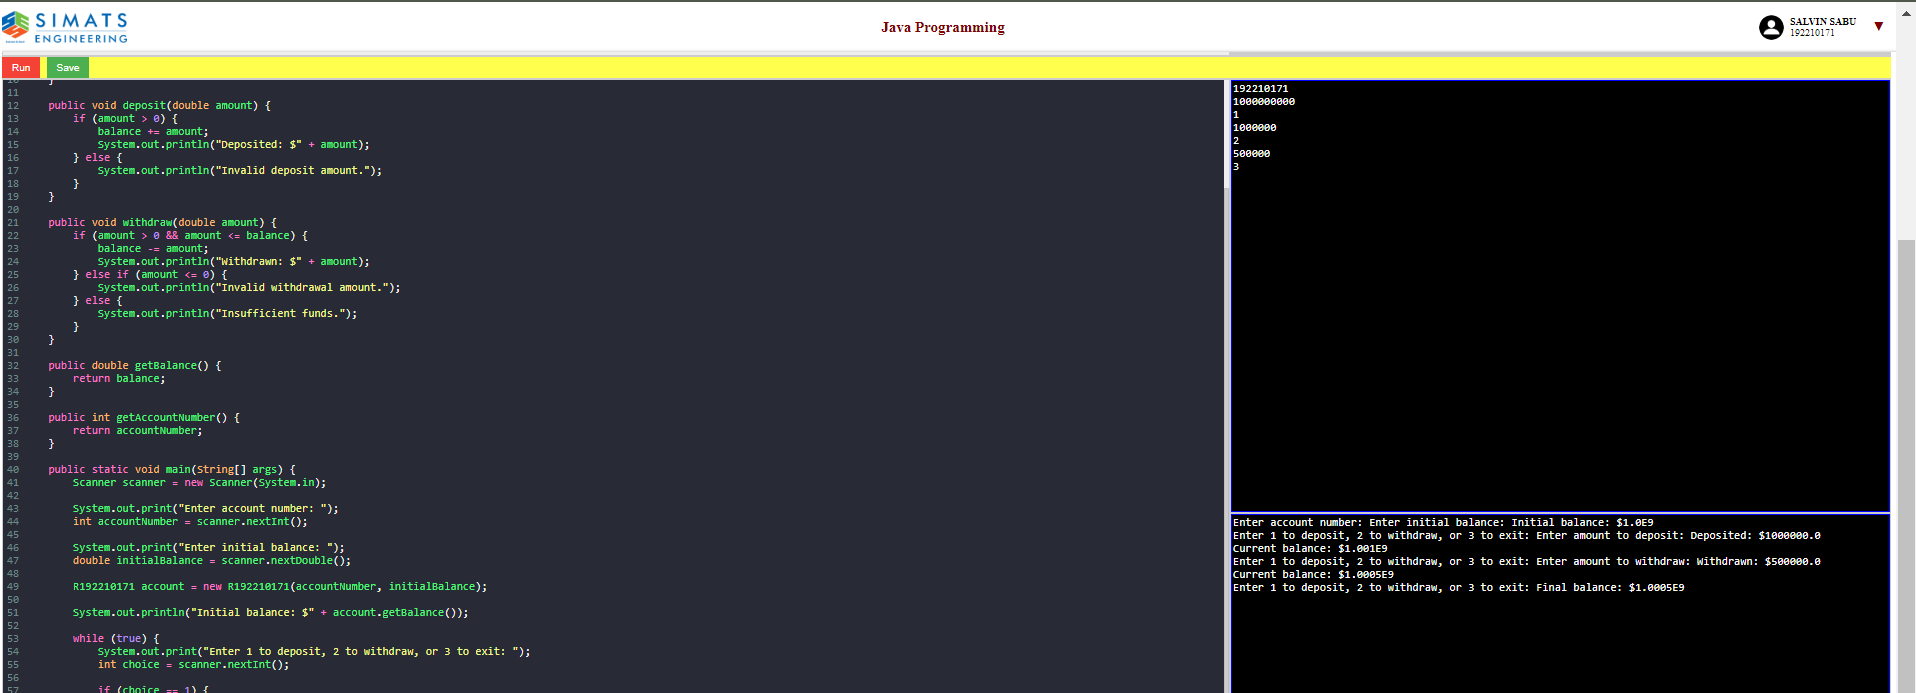 SIMATS
ENGINEERING
Java Programming
SALVIN SABU
192210171
Run
Save
10 }
11
12 public void deposit(double amount) {
13 if (amount > 0) {
14 balance += amount;
15 System.out.println("Deposited: $" + amount);
16 } else {
17 System.out.println("Invalid deposit amount.");
18 }
19 }
20
21 public void withdraw(double amount) {
22 if (amount > 0 && amount <= balance) {
23 balance -= amount;
24 System.out.println("Withdrawn: $" + amount);
25 } else if (amount <= 0) {
26 System.out.println("Invalid withdrawal amount.");
27 } else {
28 System.out.println("Insufficient funds.");
29 }
30 }
31
32 public double getBalance() {
33 return balance;
34 }
35
36 public int getAccountNumber() {
37 return accountNumber;
38 }
39
40 public static void main(String[] args) {
41 Scanner scanner = new Scanner(System.in);
42
43 System.out.print("Enter account number: ");
44 int accountNumber = scanner.nextInt();
45
46 System.out.print("Enter initial balance: ");
47 double initialBalance = scanner.nextDouble();
48
49 R192210171 account = new R192210171(accountNumber, initialBalance);
50
51 System.out.println("Initial balance: $" + account.getBalance());
52
53 while (true) {
54 System.out.print("Enter 1 to deposit, 2 to withdraw, or 3 to exit: ");
55 int choice = scanner.nextInt();
56
57 if (choice == 1) {
192210171
1000000000
1
1000000
2
500000
3
Enter account number: Enter initial balance: Initial balance: $1.0E9
Enter 1 to deposit, 2 to withdraw, or 3 to exit: Enter amount to deposit: Deposited: $1000000.0
Current balance: $1.001E9
Enter 1 to deposit, 2 to withdraw, or 3 to exit: Enter amount to withdraw: Withdrawn: $500000.0
Current balance: $1.0005E9
Enter 1 to deposit, 2 to withdraw, or 3 to exit: Final balance: $1.0005E9